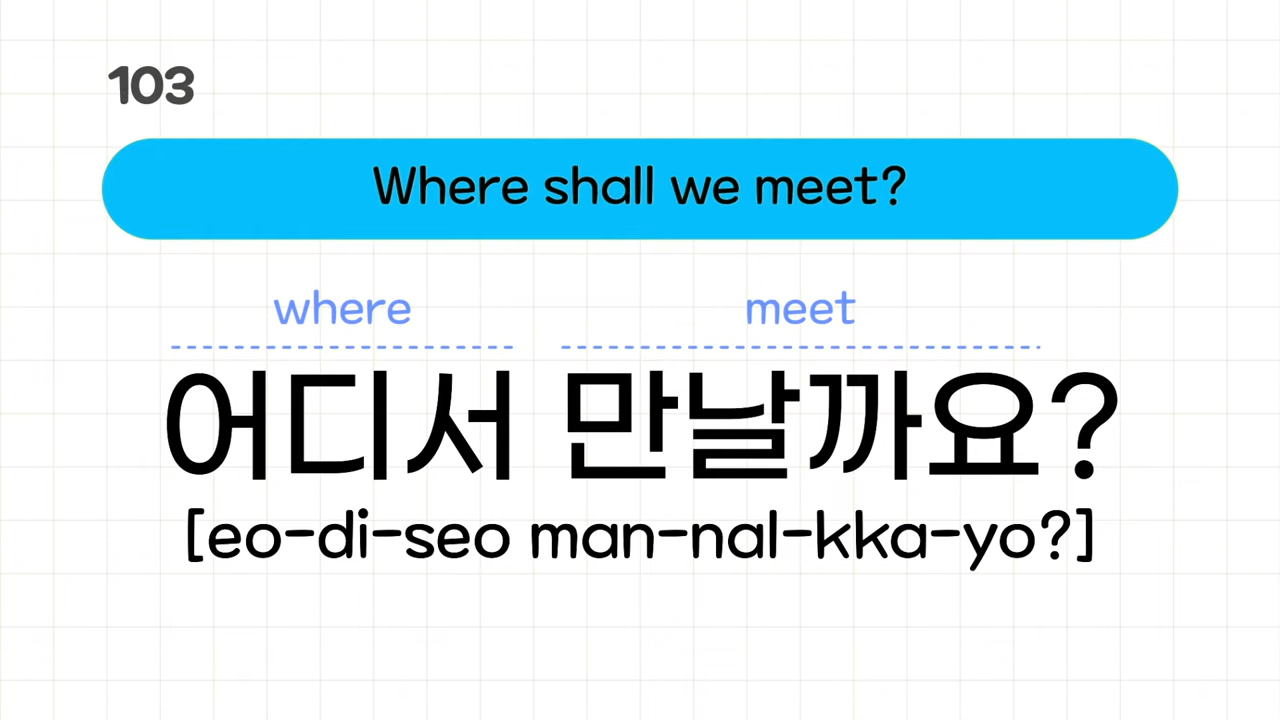 103
Where shall we meet?
where meet
어디서 만날까요?
[eo-di-seo man-nal-kka-yo?]